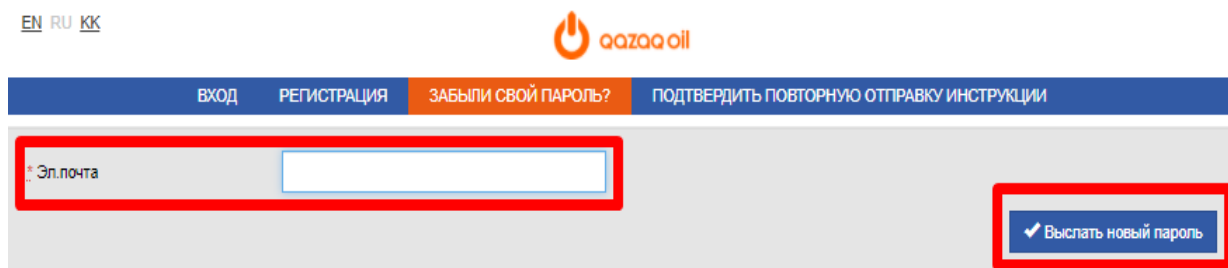 EN RU KK
qazaq oil
ВХОД РЕГИСТРАЦИЯ ЗАБЫЛИ СВОЙ ПАРОЛЬ? ПОДТВЕРДИТЬ ПОВТОРНУЮ ОТПРАВКУ ИНСТРУКЦИИ
* Эл.почта
✔ Выслать новый пароль